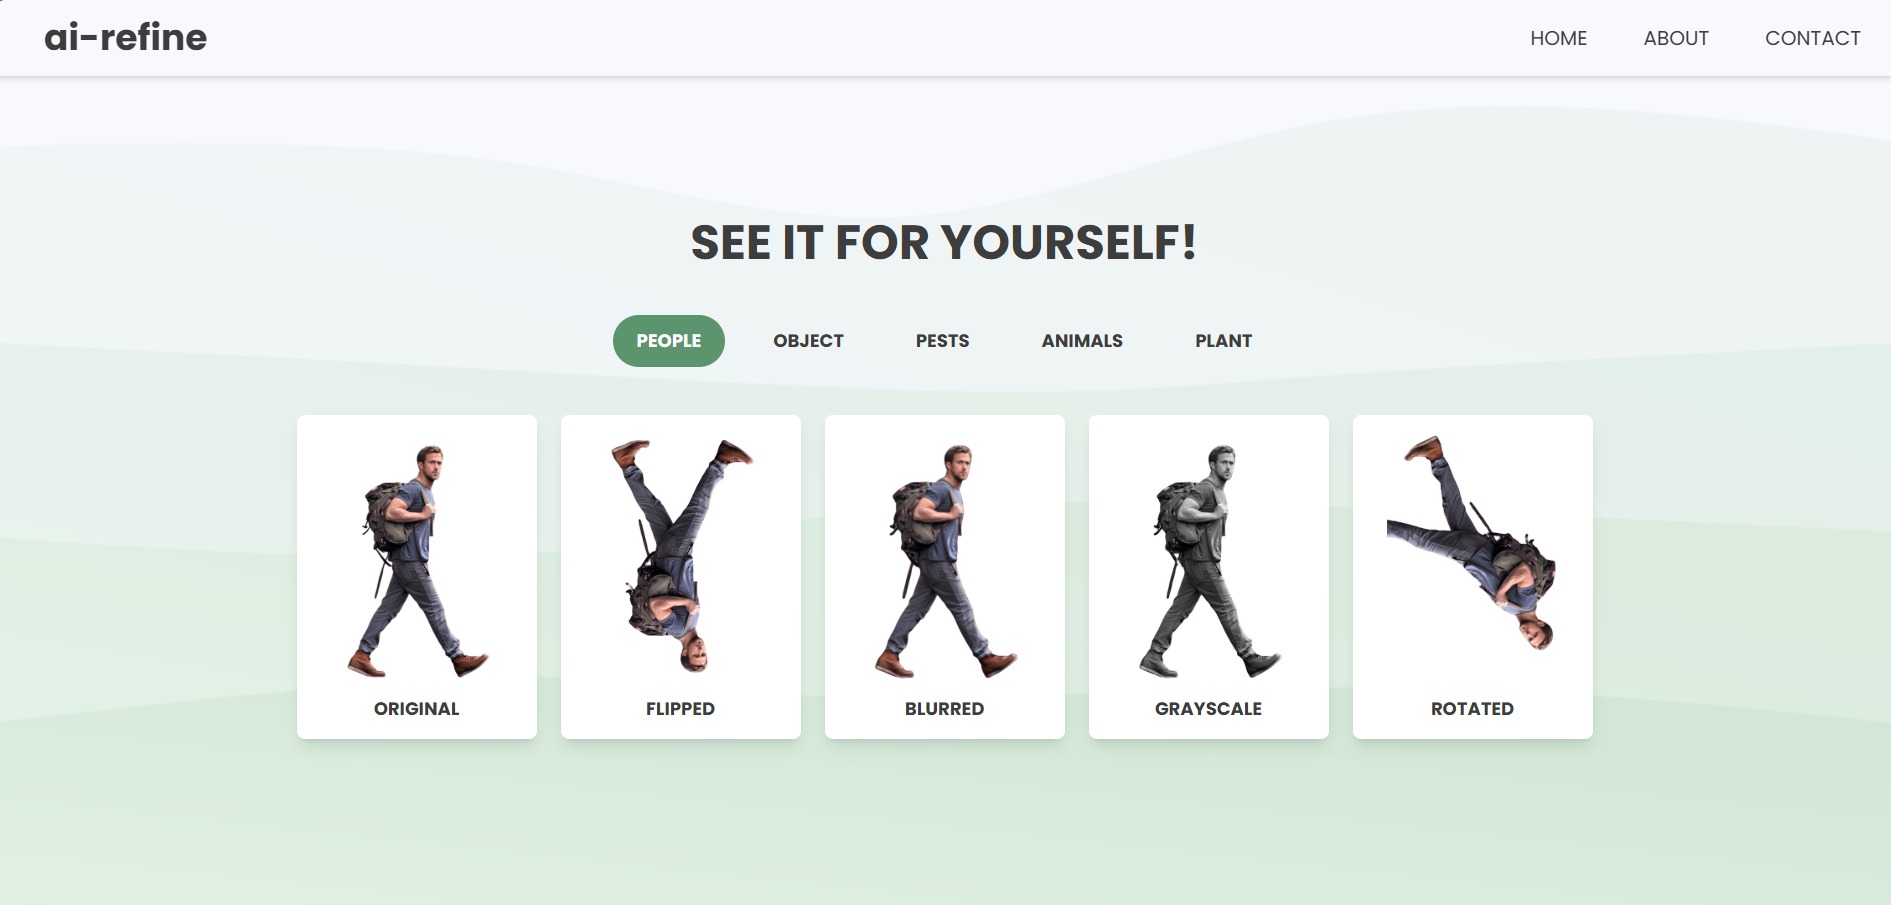 ai-refine
HOME ABOUT CONTACT
SEE IT FOR YOURSELF!
PEOPLE OBJECT PESTS ANIMALS PLANT
ORIGINAL FLIPPED BLURRED GRAYSCALE ROTATED